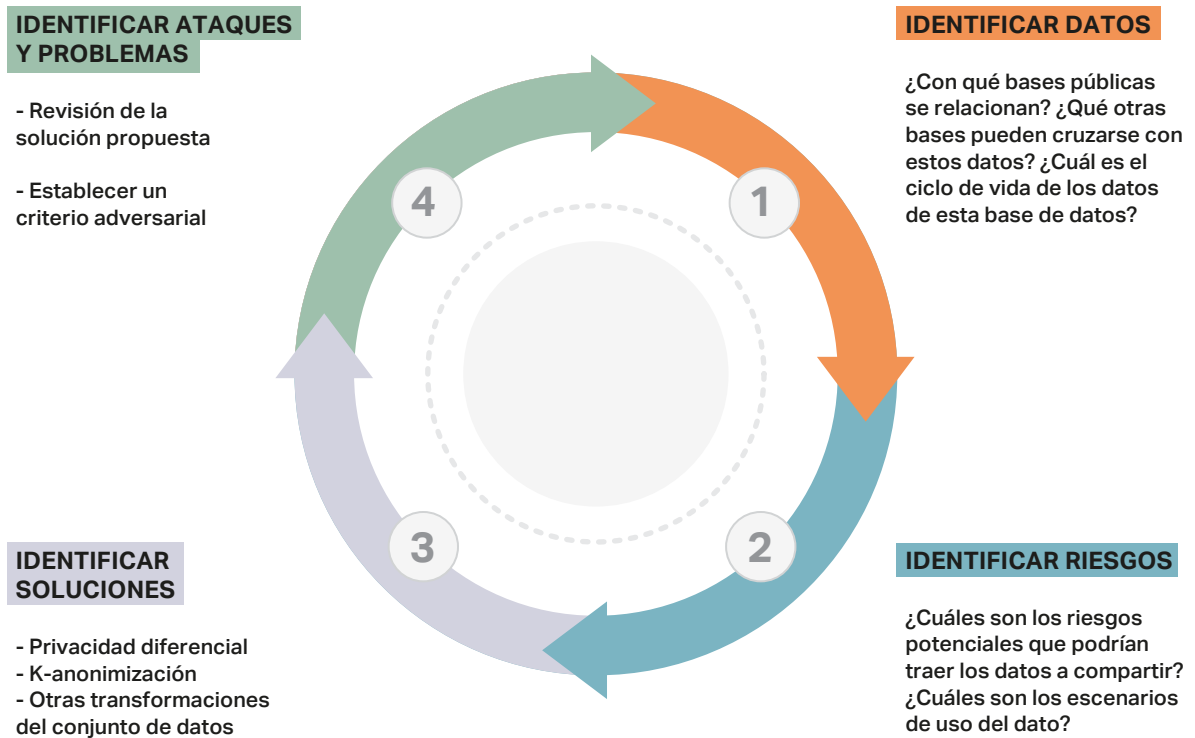 IDENTIFICAR ATAQUES
Y PROBLEMAS
- Revisión de la
solución propuesta
- Establecer un
criterio adversarial
IDENTIFICAR DATOS
¿Con qué bases públicas
se relacionan? ¿Qué otras
bases pueden cruzarse con
estos datos? ¿Cuál es el
ciclo de vida de los datos
de esta base de datos?
4
1
3
2
IDENTIFICAR
SOLUCIONES
- Privacidad diferencial
- K-anonimización
- Otras transformaciones
del conjunto de datos
IDENTIFICAR RIESGOS
¿Cuáles son los riesgos
potenciales que podrían
traer los datos a compartir?
¿Cuáles son los escenarios
de uso del dato?